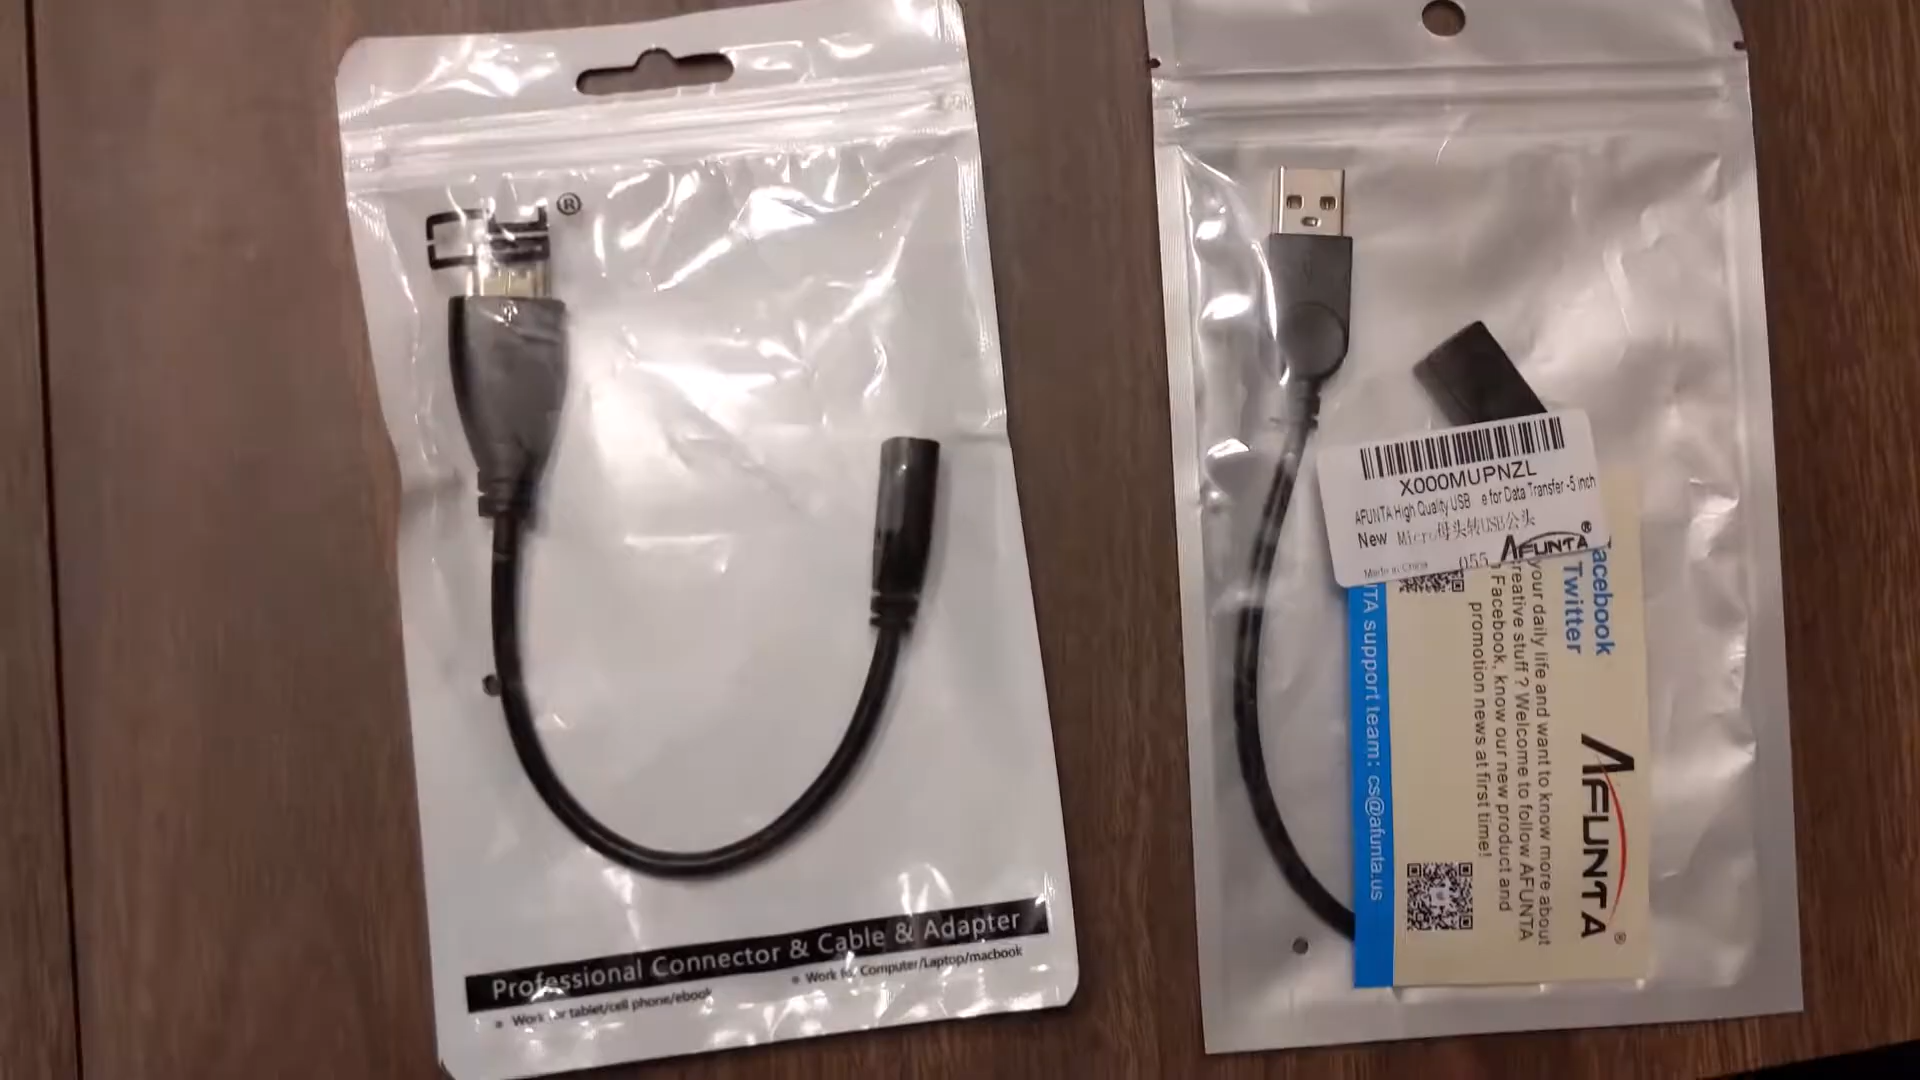 ®
Professional Connector & Cable & Adapter
Work for tablet/cell phone/ebook
Work for Computer/Laptop/macbook
X000MUPNZL
AFUNTA High Quality USB e for Data Transfer -5 inch
New Micro母头转USB公头
Made in China
055
AFUNTA®
acebook
Twitter
your daily life and want to know more about
reative stuff ? Welcome to follow AFUNTA
Facebook, know our new product and
promotion news at first time!
TA support team: cs@afunta.us
AFUNTA®